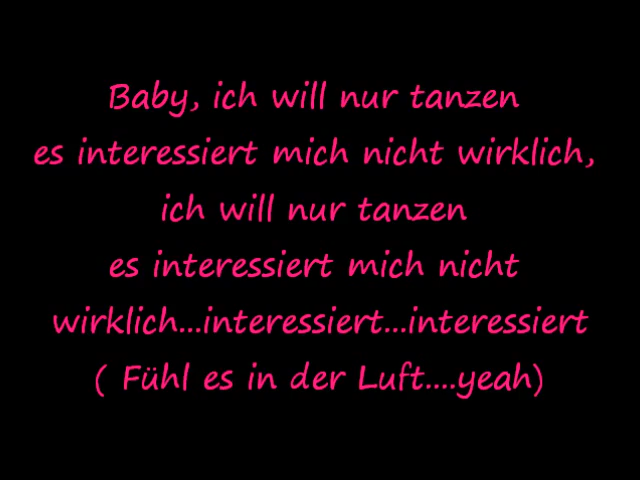 Baby, ich will nur tanzen
es interessiert mich nicht wirklich,
ich will nur tanzen
es interessiert mich nicht
wirklich...interessiert...interessiert
( Fühl es in der Luft....yeah)